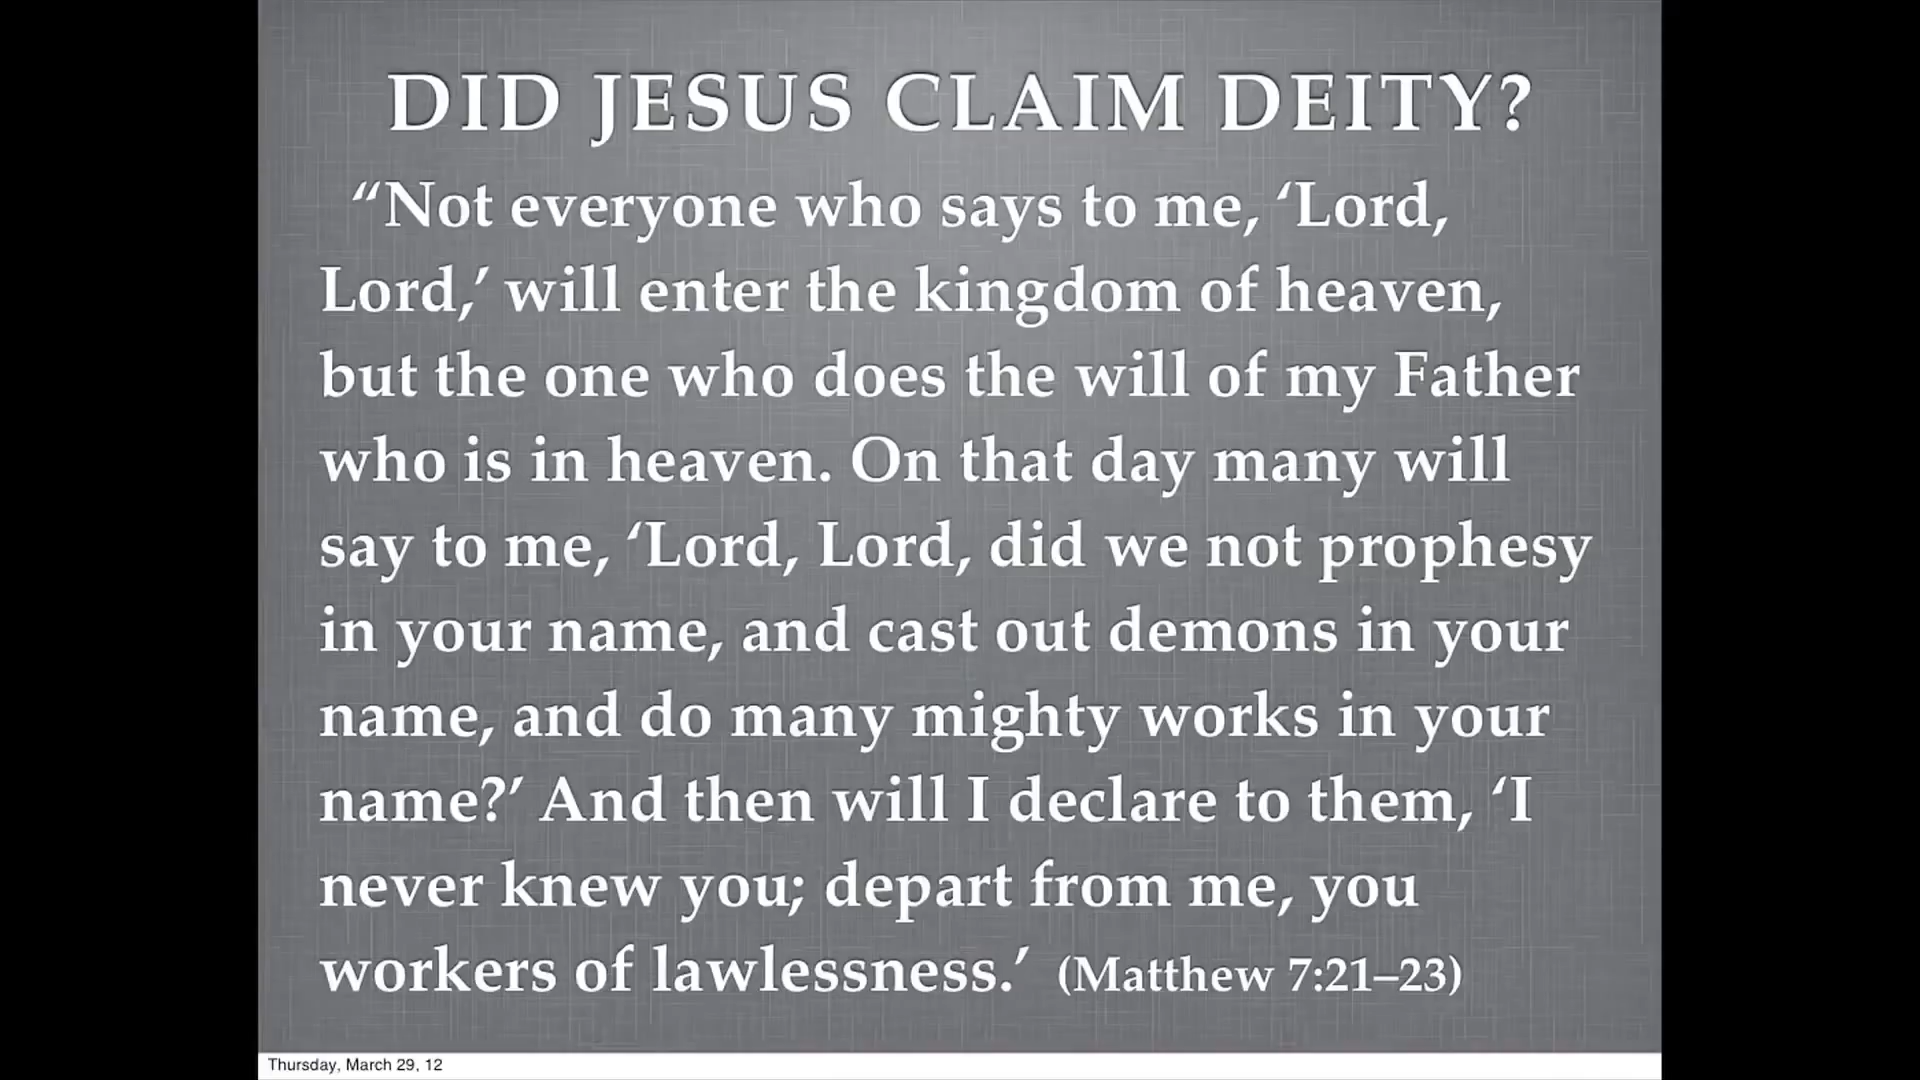 DID JESUS CLAIM DEITY?
“Not everyone who says to me, ‘Lord,
Lord,’ will enter the kingdom of heaven,
but the one who does the will of my Father
who is in heaven. On that day many will
say to me, ‘Lord, Lord, did we not prophesy
in your name, and cast out demons in your
name, and do many mighty works in your
name?’ And then will I declare to them, ‘I
never knew you; depart from me, you
workers of lawlessness.’ (Matthew 7:21–23)
Thursday, March 29, 12